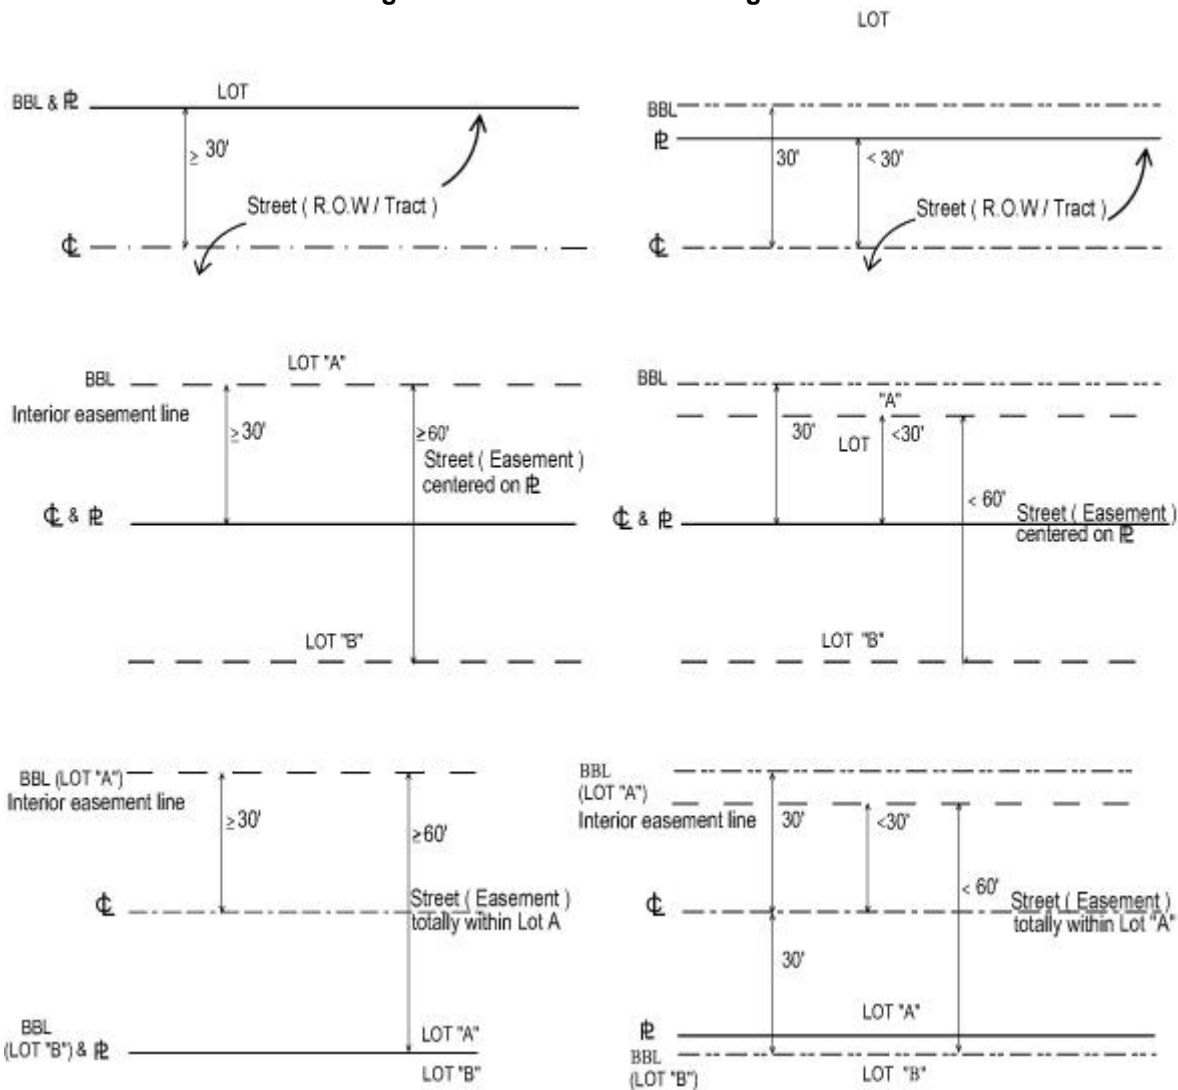 LOT
BBL & ⅊
≥ 30'
Street ( R.O.W / Tract )
℄
LOT
BBL
⅊
30'
< 30'
Street ( R.O.W / Tract )
℄
LOT "A"
BBL
Interior easement line
≥30'
≥60'
Street ( Easement )
centered on ⅊
℄ & ⅊
LOT "B"
BBL
"A"
30'
LOT
<30'
< 60'
Street ( Easement )
centered on ⅊
℄ & ⅊
LOT "B"
BBL (LOT "A")
Interior easement line
≥30'
≥60'
Street ( Easement )
totally within Lot A
℄
BBL
(LOT "B") & ⅊
LOT "A"
LOT "B"
BBL
(LOT "A")
Interior easement line
30'
<30'
< 60'
Street ( Easement )
totally within Lot "A"
℄
30'
LOT "A"
⅊
BBL
(LOT "B")
LOT "B"